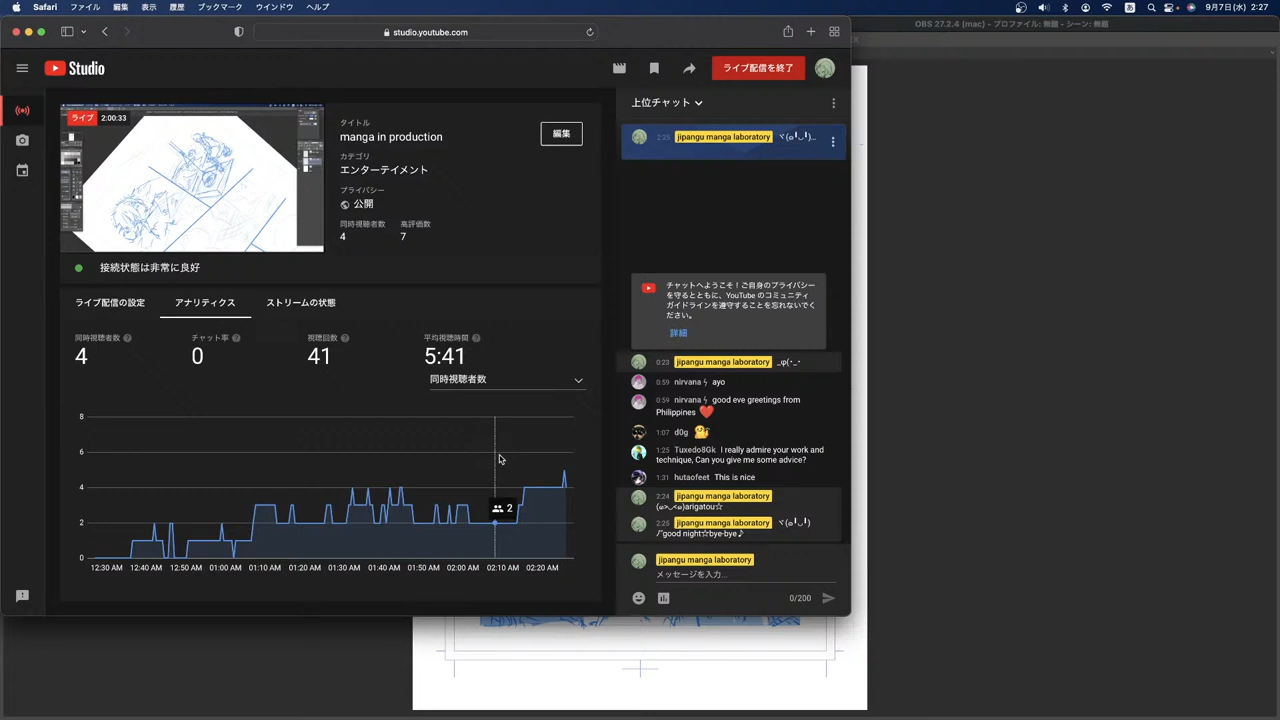 Safari ファイル 編集 表示 履歴 ブックマーク ウインドウ ヘルプ
あ 9月7日(水) 2:27
OBS 27.2.4 (mac) - プロファイル: 無題 - シーン: 無題
studio.youtube.com
Studio
ライブ配信を終了
ライブ 2:00:33
タイトル
manga in production
編集
カテゴリ
エンターテイメント
プライバシー
公開
同時視聴者数 高評価数
4 7
接続状態は非常に良好
ライブ配信の設定 アナリティクス ストリームの状態
同時視聴者数 チャット率 視聴回数 平均視聴時間
4 0 41 5:41
同時視聴者数
8
6
4
2
0
2
12:30 AM 12:40 AM 12:50 AM 01:00 AM 01:10 AM 01:20 AM 01:30 AM 01:40 AM 01:50 AM 02:00 AM 02:10 AM 02:20 AM
上位チャット
2:25 jipangu manga laboratory ヾ(๑╹◡╹)...
チャットへようこそ！ご自身のプライバシー
を守るとともに、YouTube のコミュニティ
ガイドラインを遵守することを忘れないでく
ださい。
詳細
0:23 jipangu manga laboratory _φ(･_･
0:59 nirvanaㄣ ayo
0:59 nirvanaㄣ good eve greetings from
Philippines ❤️
1:07 d0g
1:25 Tuxedo8Gk I really admire your work and
technique, Can you give me some advice?
1:31 hutaofeet This is nice
2:24 jipangu manga laboratory
(๑>◡<๑)arigatou☆
2:25 jipangu manga laboratory ヾ(๑╹◡╹)
ﾉ"good night☆bye-bye♪
jipangu manga laboratory
メッセージを入力...
0/200